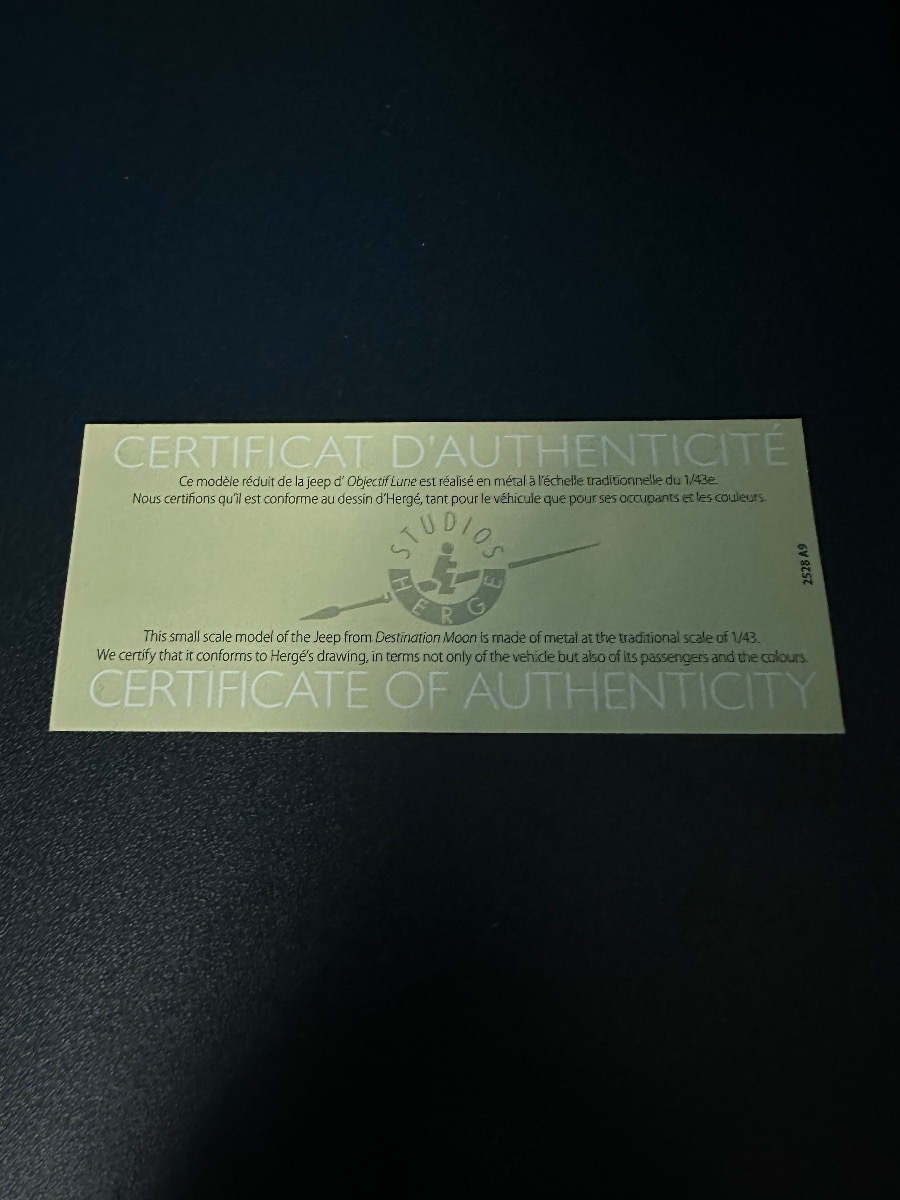 CERTIFICAT D'AUTHENTICITÉ
Ce modèle réduit de la jeep d' Objectif Lune est réalisé en métal à l'échelle traditionnelle du 1/43e.
Nous certifions qu'il est conforme au dessin d'Hergé, tant pour le véhicule que pour ses occupants et les couleurs.
STUDIOS
HERGÉ
2528 A9
This small scale model of the Jeep from Destination Moon is made of metal at the traditional scale of 1/43.
We certify that it conforms to Hergé's drawing, in terms not only of the vehicle but also of its passengers and the colours.
CERTIFICATE OF AUTHENTICITY